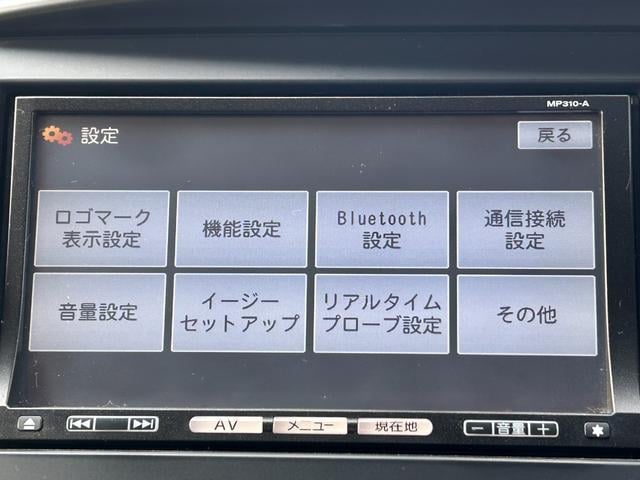 MP310-A
設定
戻る
ロゴマーク
表示設定
機能設定
Bluetooth
設定
通信接続
設定
音量設定
イージー
セットアップ
リアルタイム
プローブ設定
その他
AV
メニュー
現在地
− 音量 +